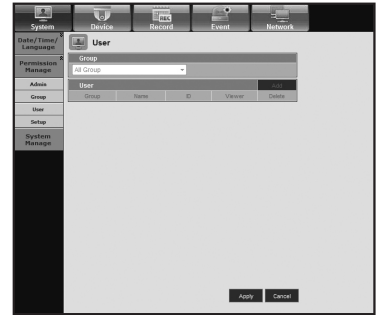 System Device Record Event Network
REC
Date/Time/
Language
User
Permission
Manage
Group
All Group
Admin
User Add
Group Name ID Viewer Delete
Group
User
Setup
System
Manage
Apply Cancel